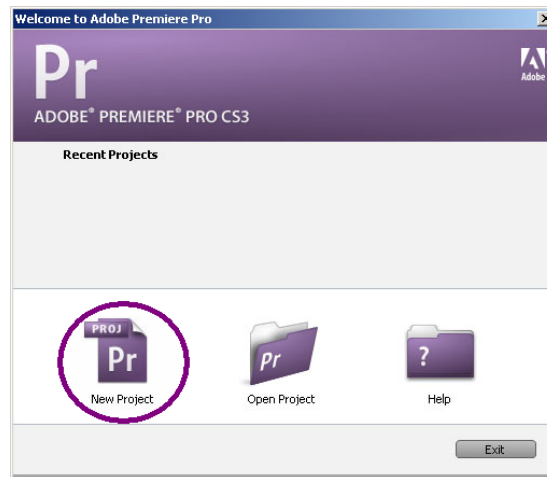 Welcome to Adobe Premiere Pro
Pr
Adobe
ADOBE® PREMIERE® PRO CS3
Recent Projects
PROJ
Pr
Pr
?
New Project
Open Project
Help
Exit